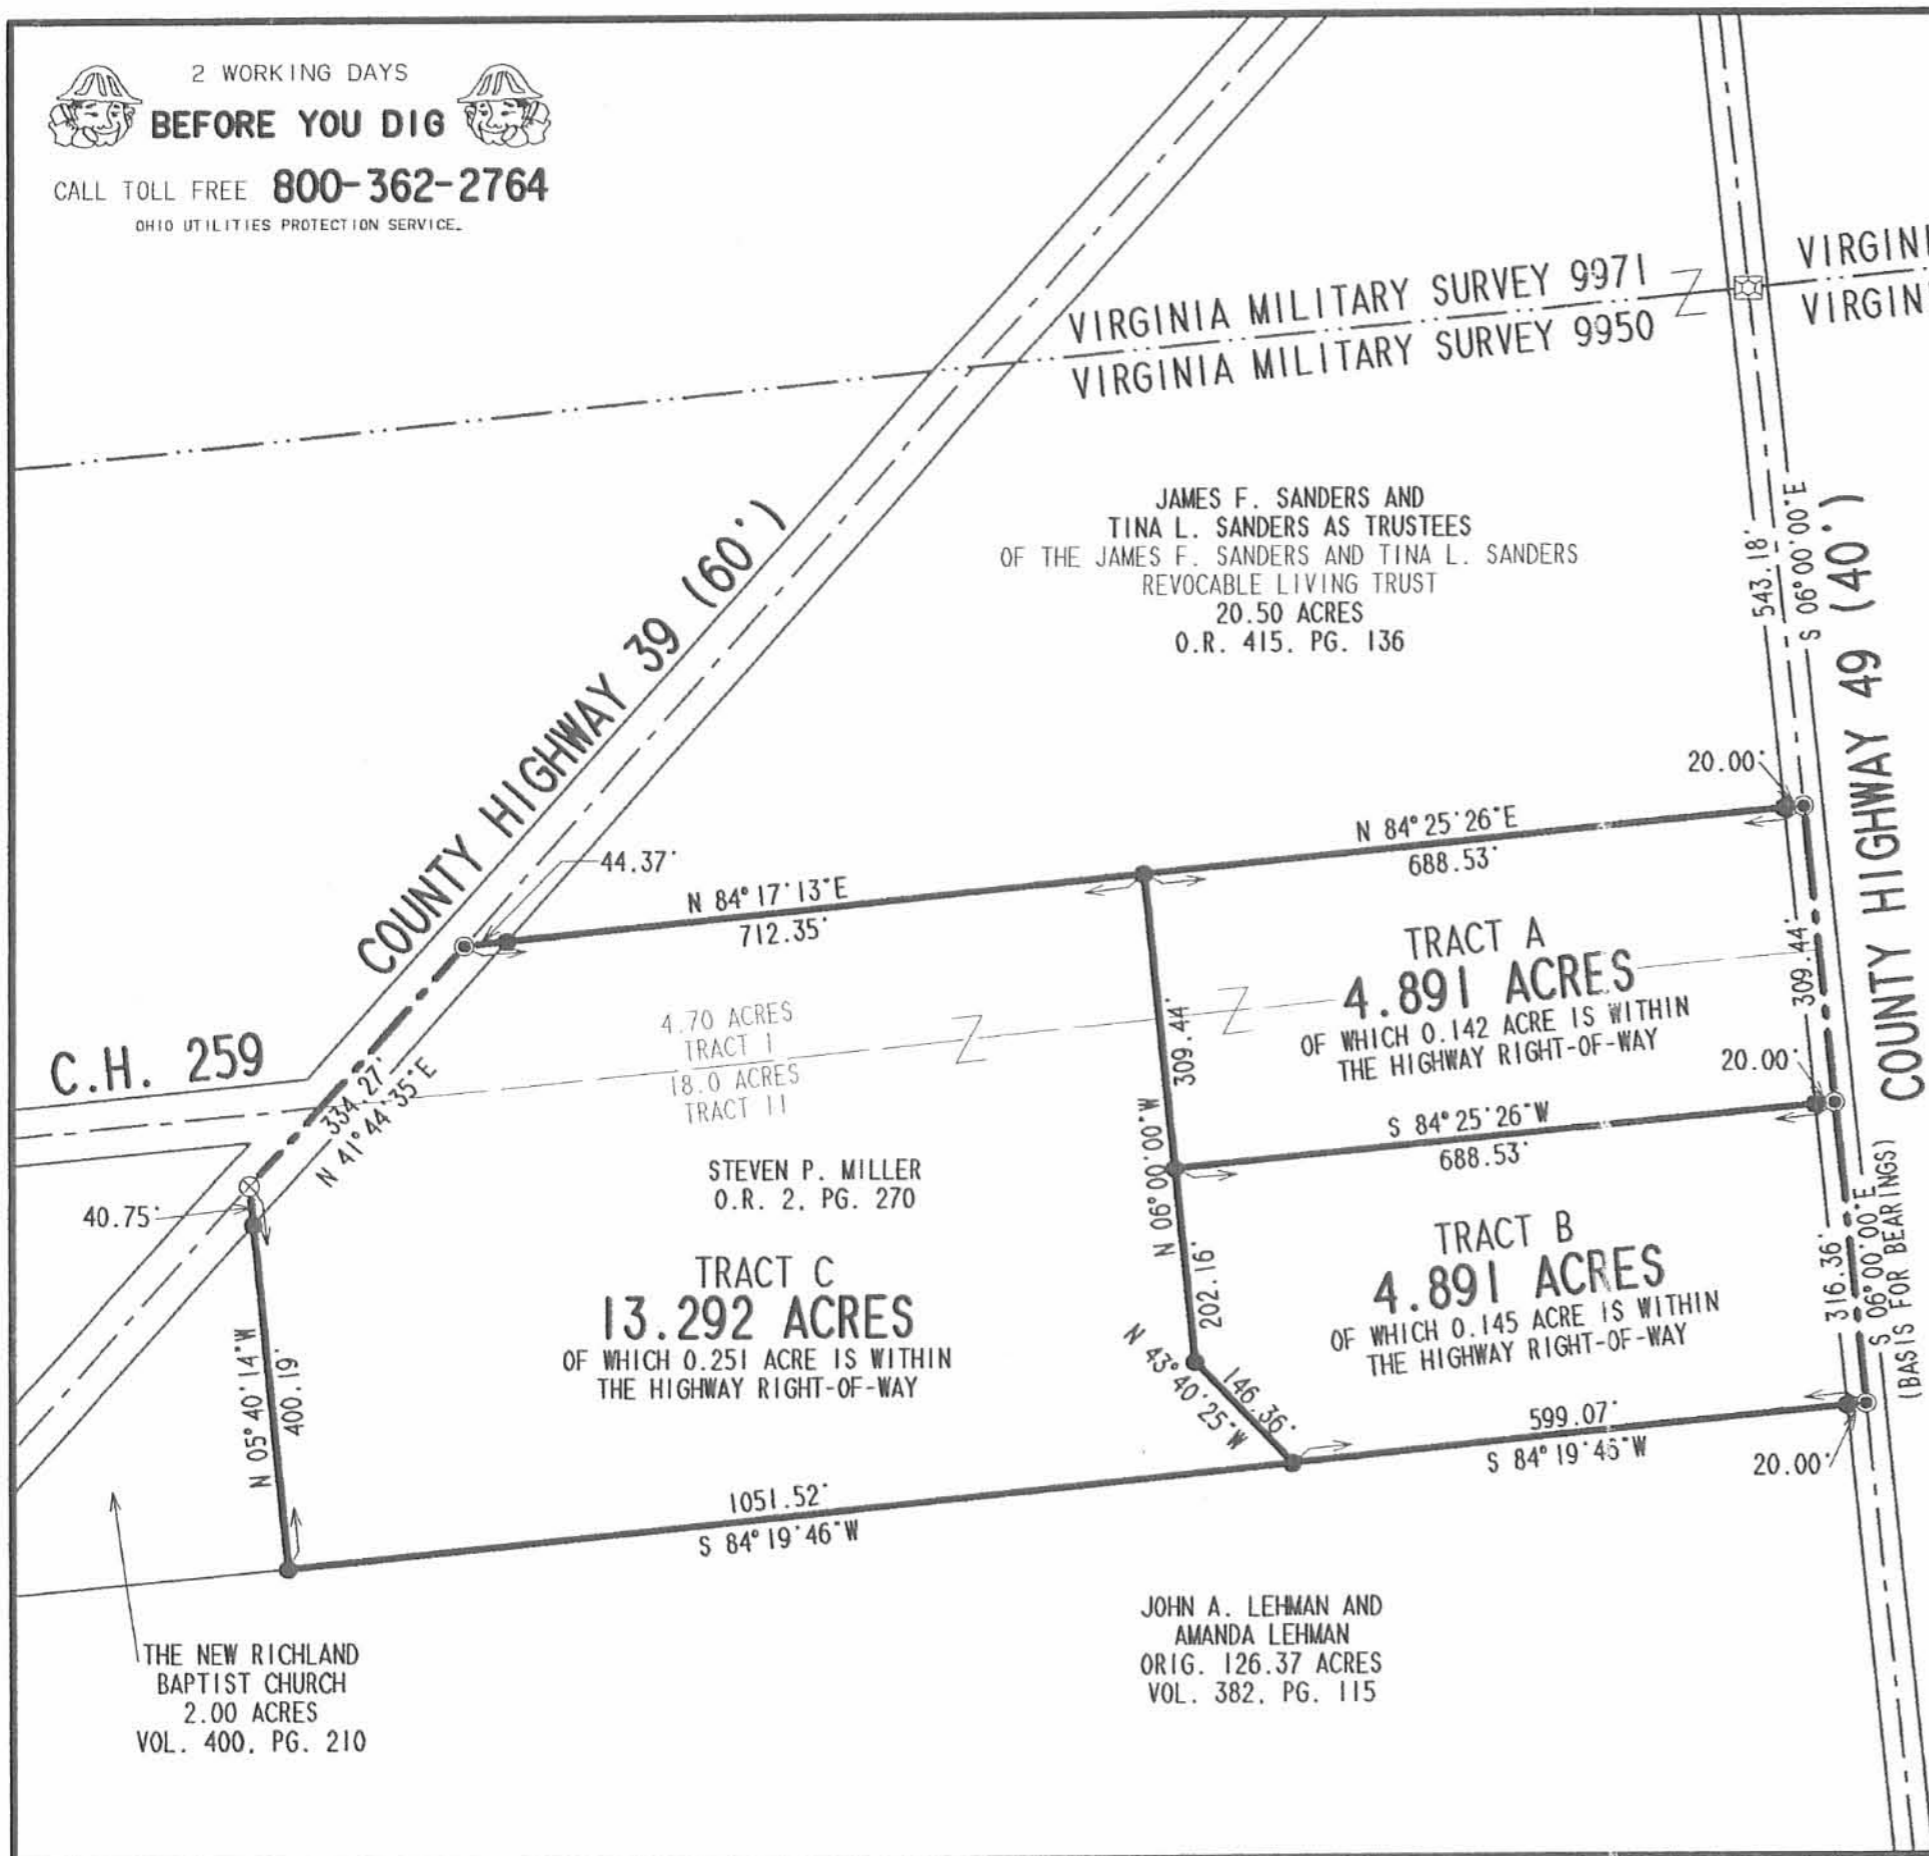 2 WORKING DAYS
BEFORE YOU DIG
CALL TOLL FREE 800-362-2764
OHIO UTILITIES PROTECTION SERVICE.
VIRGINIA MILITARY SURVEY 9971
VIRGINIA MILITARY SURVEY 9950
VIRGINI
VIRGIN
JAMES F. SANDERS AND
TINA L. SANDERS AS TRUSTEES
OF THE JAMES F. SANDERS AND TINA L. SANDERS
REVOCABLE LIVING TRUST
20.50 ACRES
O.R. 415, PG. 136
543.18'
S 06°00'00"E
COUNTY HIGHWAY 49 (40')
COUNTY HIGHWAY 39 (60')
20.00'
N 84°25'26"E
688.53'
44.37'
N 84°17'13"E
712.35'
TRACT A
4.891 ACRES
OF WHICH 0.142 ACRE IS WITHIN
THE HIGHWAY RIGHT-OF-WAY
309.44'
309.44'
4.70 ACRES
TRACT I
18.0 ACRES
TRACT II
C.H. 259
334.27'
N 41°44'35"E
20.00'
S 84°25'26"W
688.53'
N 06°00'00"W
STEVEN P. MILLER
O.R. 2, PG. 270
40.75'
TRACT B
4.891 ACRES
OF WHICH 0.145 ACRE IS WITHIN
THE HIGHWAY RIGHT-OF-WAY
202.16'
316.36'
S 06°00'00"E
(BASIS FOR BEARINGS)
TRACT C
13.292 ACRES
OF WHICH 0.251 ACRE IS WITHIN
THE HIGHWAY RIGHT-OF-WAY
N 05°40'14"W
400.19'
N 43°40'25"W
146.36'
599.07'
S 84°19'46"W
20.00'
1051.52'
S 84°19'46"W
THE NEW RICHLAND
BAPTIST CHURCH
2.00 ACRES
VOL. 400, PG. 210
JOHN A. LEHMAN AND
AMANDA LEHMAN
ORIG. 126.37 ACRES
VOL. 382, PG. 115